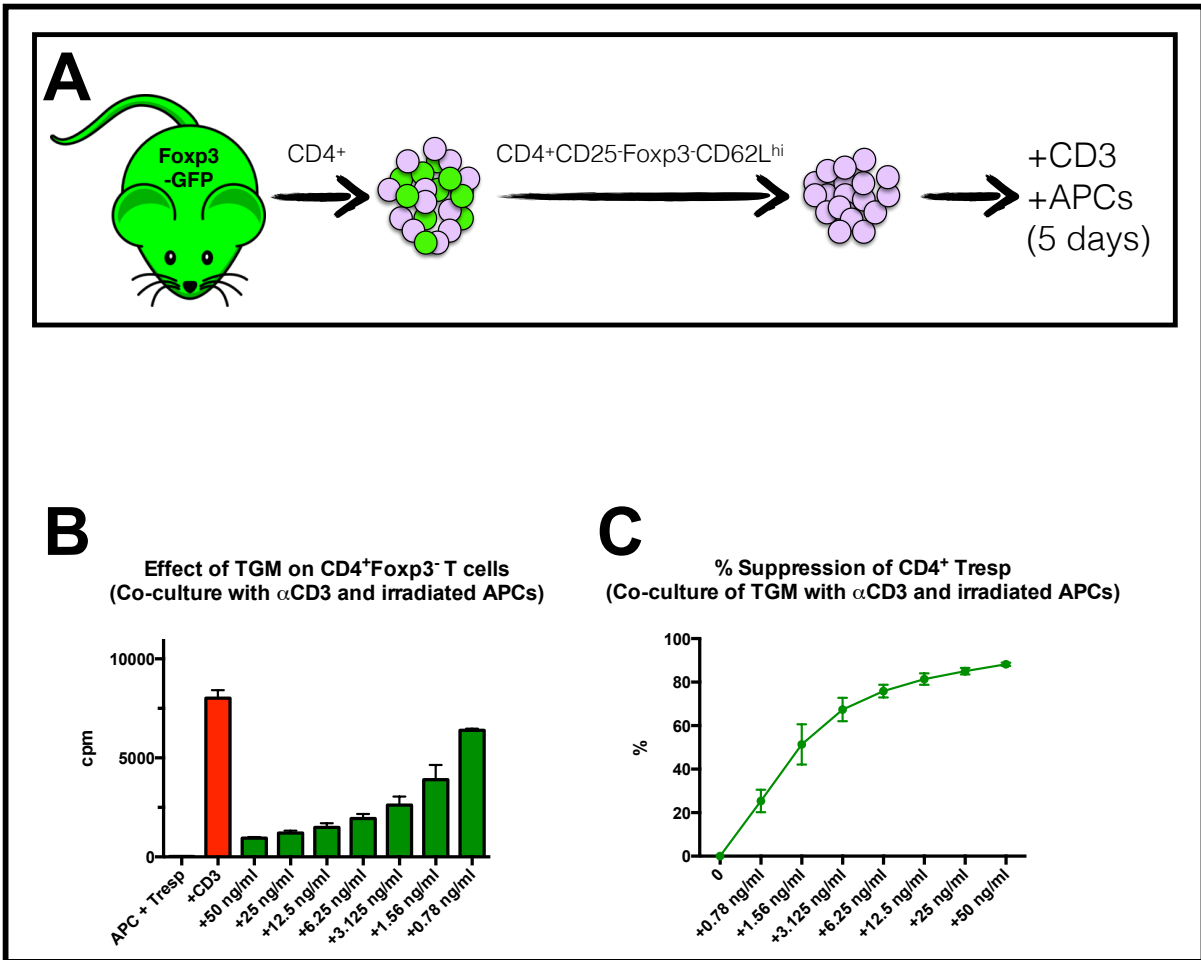 A
Foxp3
-GFP
CD4⁺
CD4⁺CD25⁻Foxp3⁻CD62Lʰⁱ
+CD3
+APCs
(5 days)
B
Effect of TGM on CD4⁺Foxp3⁻ T cells
(Co-culture with αCD3 and irradiated APCs)
cpm
10000
5000
0
APC + Tresp
+CD3
+50 ng/ml
+25 ng/ml
+12.5 ng/ml
+6.25 ng/ml
+3.125 ng/ml
+1.56 ng/ml
+0.78 ng/ml
C
% Suppression of CD4⁺ Tresp
(Co-culture of TGM with αCD3 and irradiated APCs)
%
100
80
60
40
20
0
0
+0.78 ng/ml
+1.56 ng/ml
+3.125 ng/ml
+6.25 ng/ml
+12.5 ng/ml
+25 ng/ml
+50 ng/ml